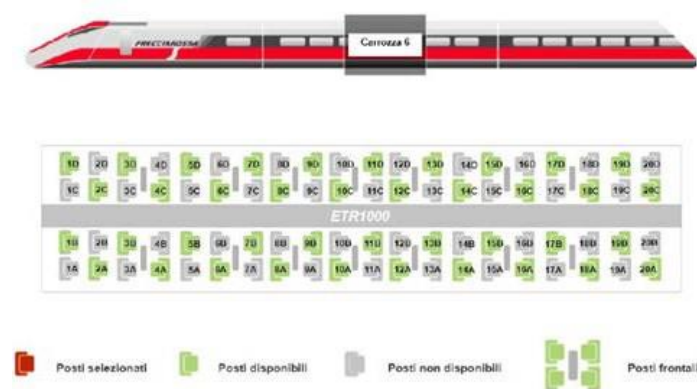 FRECCIAROSSA
Carrozza 6
1D 2D 3D 4D 5D 6D 7D 8D 9D 10D 11D 12D 13D 14D 15D 16D 17D 18D 19D 20D
1C 2C 3C 4C 5C 6C 7C 8C 9C 10C 11C 12C 13C 14C 15C 16C 17C 18C 19C 20C
ETR1000
1B 2B 3B 4B 5B 6B 7B 8B 9B 10B 11B 12B 13B 14B 15B 16B 17B 18B 19B 20B
1A 2A 3A 4A 5A 6A 7A 8A 9A 10A 11A 12A 13A 14A 15A 16A 17A 18A 19A 20A
Posti selezionati Posti disponibili Posti non disponibili Posti frontali